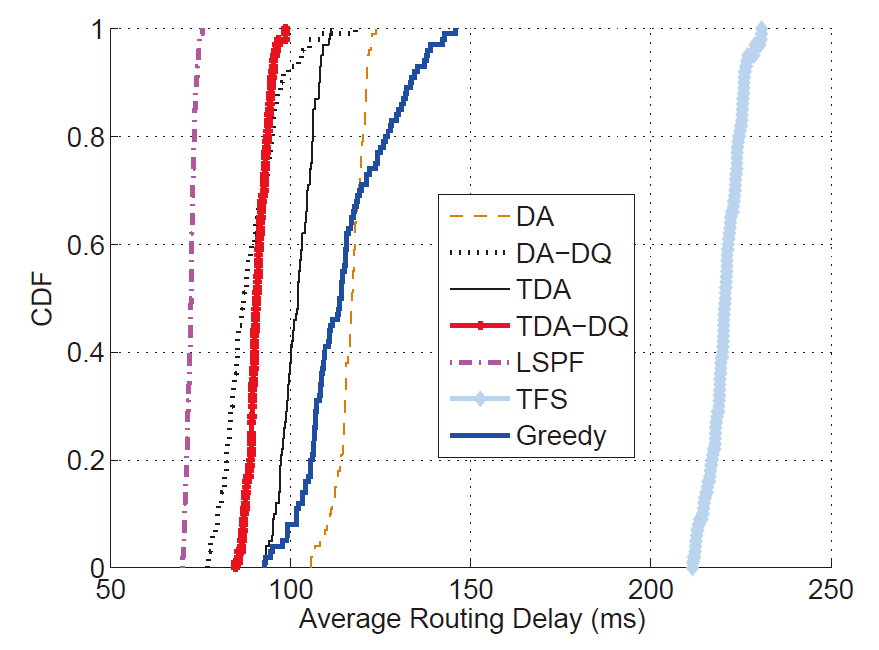 1
0.8
0.6
0.4
0.2
0
CDF
DA
DA−DQ
TDA
TDA−DQ
LSPF
TFS
Greedy
50 100 150 200 250
Average Routing Delay (ms)